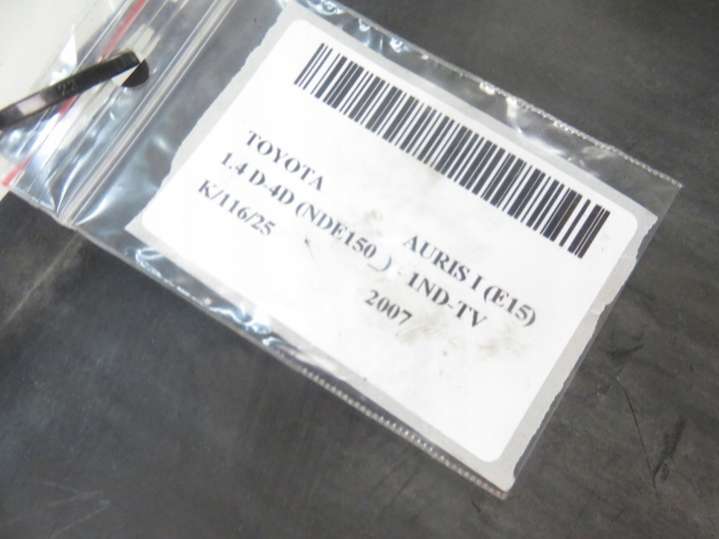 TOYOTA AURIS I (E15)
1.4 D-4D (NDE150_) - 1ND-TV
K/116/25 2007